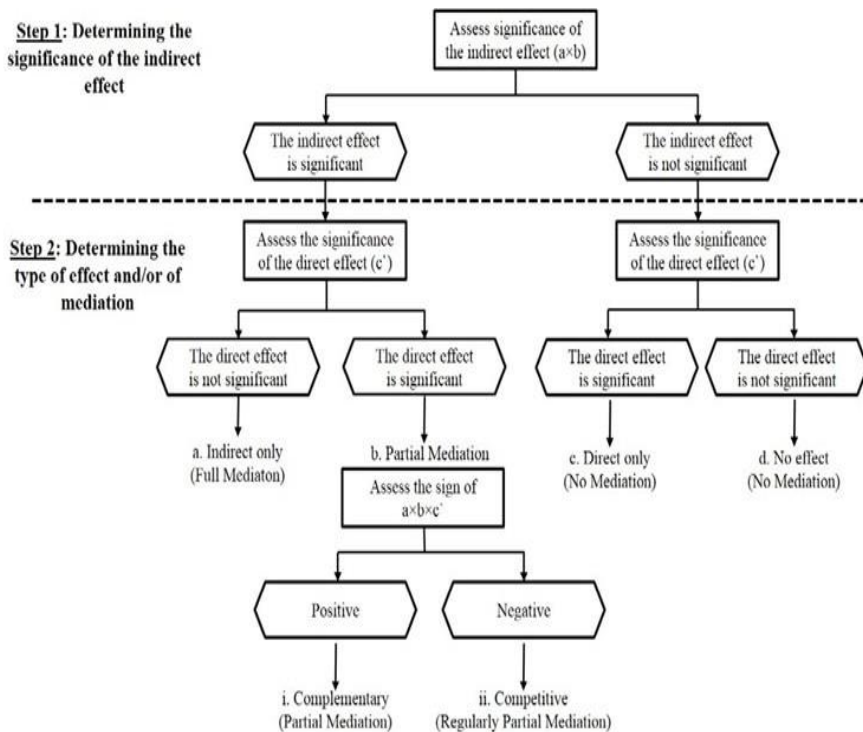 Step 1: Determining the
significance of the indirect
effect
Assess significance of
the indirect effect (a×b)
The indirect effect
is significant
The indirect effect
is not significant
Step 2: Determining the
type of effect and/or of
mediation
Assess the significance
of the direct effect (c`)
Assess the significance
of the direct effect (c`)
The direct effect
is not significant
The direct effect
is significant
The direct effect
is significant
The direct effect
is not significant
a. Indirect only
(Full Mediaton)
b. Partial Mediation
c. Direct only
(No Mediation)
d. No effect
(No Mediation)
Assess the sign of
a×b×c`
Positive
Negative
i. Complementary
(Partial Mediation)
ii. Competitive
(Regularly Partial Mediation)